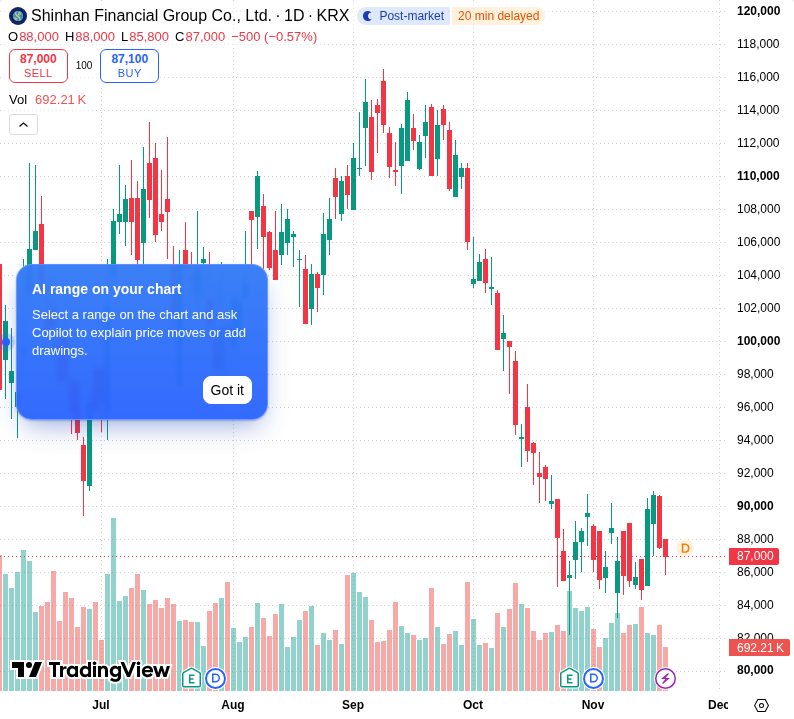 Shinhan Financial Group Co., Ltd. · 1D · KRX
Post-market
20 min delayed
O88,000 H88,000 L85,800 C87,000 −500 (−0.57%)
87,000
SELL
100
87,100
BUY
Vol 692.21 K
AI range on your chart
Select a range on the chart and ask
Copilot to explain price moves or add
drawings.
Got it
120,000
118,000
116,000
114,000
112,000
110,000
108,000
106,000
104,000
102,000
100,000
98,000
96,000
94,000
92,000
90,000
88,000
D
87,000
86,000
84,000
82,000
692.21 K
80,000
TradingView
E
D
E
D
Jul
Aug
Sep
Oct
Nov
Dec